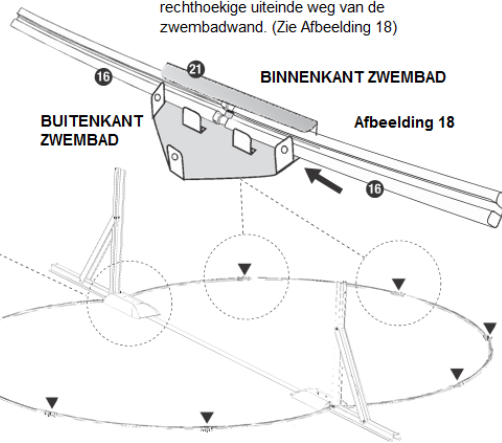 rechthoekige uiteinde weg van de
zwembadwand. (Zie Afbeelding 18)
21
16
BINNENKANT ZWEMBAD
BUITENKANT
ZWEMBAD
Afbeelding 18
16